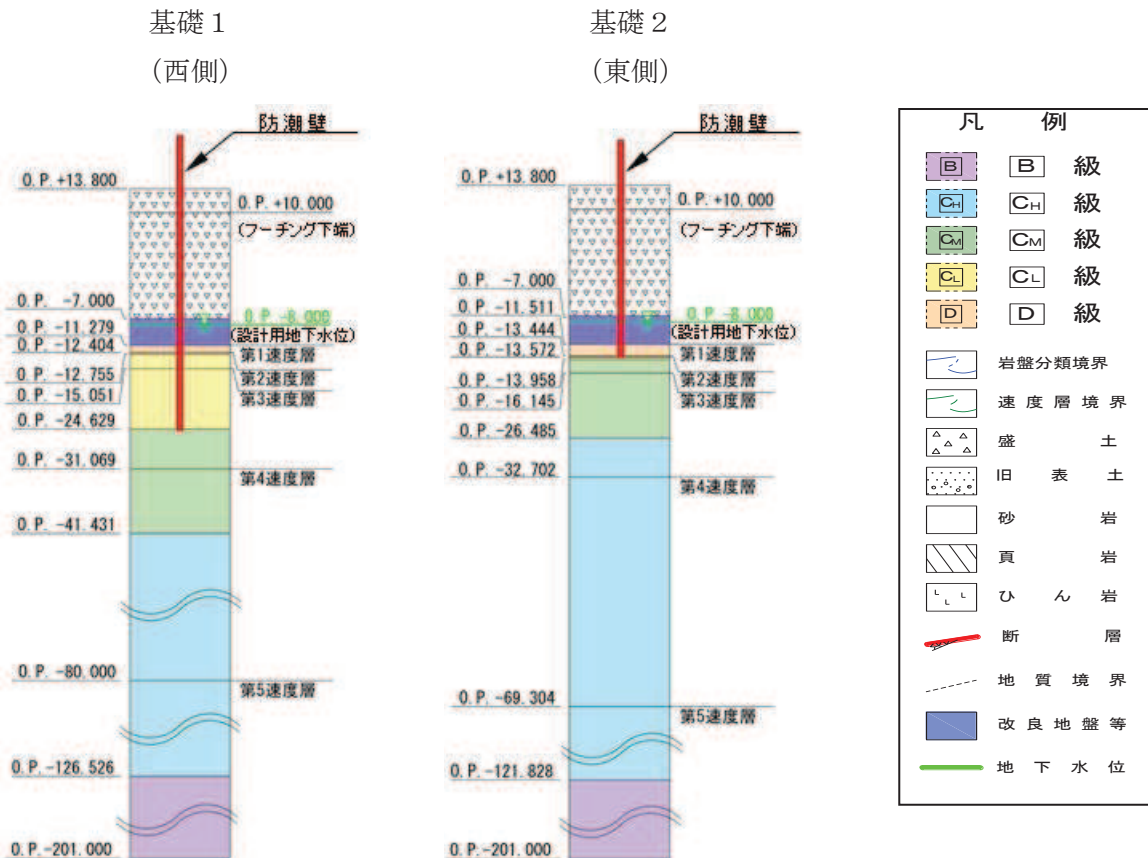 基礎1
（西側）
防潮壁
O.P. +13.800
O.P. +10.000
(フーチング下端)
O.P. -7.000
O.P. -8.000
(設計用地下水位)
O.P. -11.279
O.P. -12.404
第1速度層
O.P. -12.755
第2速度層
O.P. -15.051
第3速度層
O.P. -24.629
O.P. -31.069
第4速度層
O.P. -41.431
O.P. -80.000
第5速度層
O.P.-126.526
O.P.-201.000
基礎2
（東側）
防潮壁
O.P. +13.800
O.P. +10.000
(フーチング下端)
O.P. -7.000
O.P. -8.000
(設計用地下水位)
O.P. -11.511
O.P. -13.444
O.P. -13.572
第1速度層
O.P. -13.958
第2速度層
O.P. -16.145
第3速度層
O.P. -26.485
O.P. -32.702
第4速度層
O.P. -69.304
第5速度層
O.P.-121.828
O.P.-201.000
凡例
B B 級
CH CH 級
CM CM 級
CL CL 級
D D 級
岩盤分類境界
速度層境界
盛土
旧表土
砂岩
頁岩
ひん岩
断層
地質境界
改良地盤等
地下水位